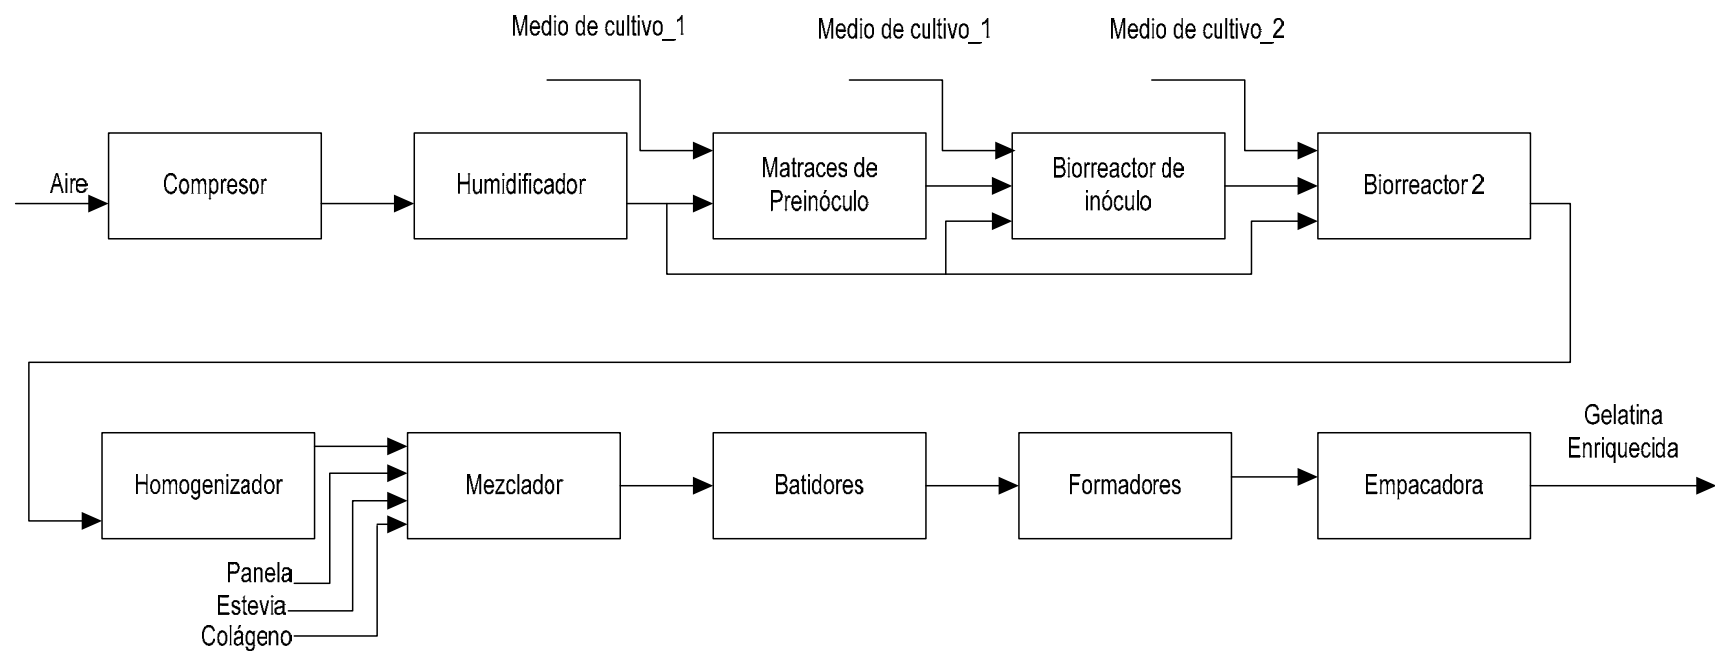 Medio de cultivo_1
Medio de cultivo_1
Medio de cultivo_2
Aire
Compresor
Humidificador
Matraces de
Preinóculo
Biorreactor de
inóculo
Biorreactor 2
Homogenizador
Mezclador
Batidores
Formadores
Empacadora
Gelatina
Enriquecida
Panela
Estevia
Colágeno